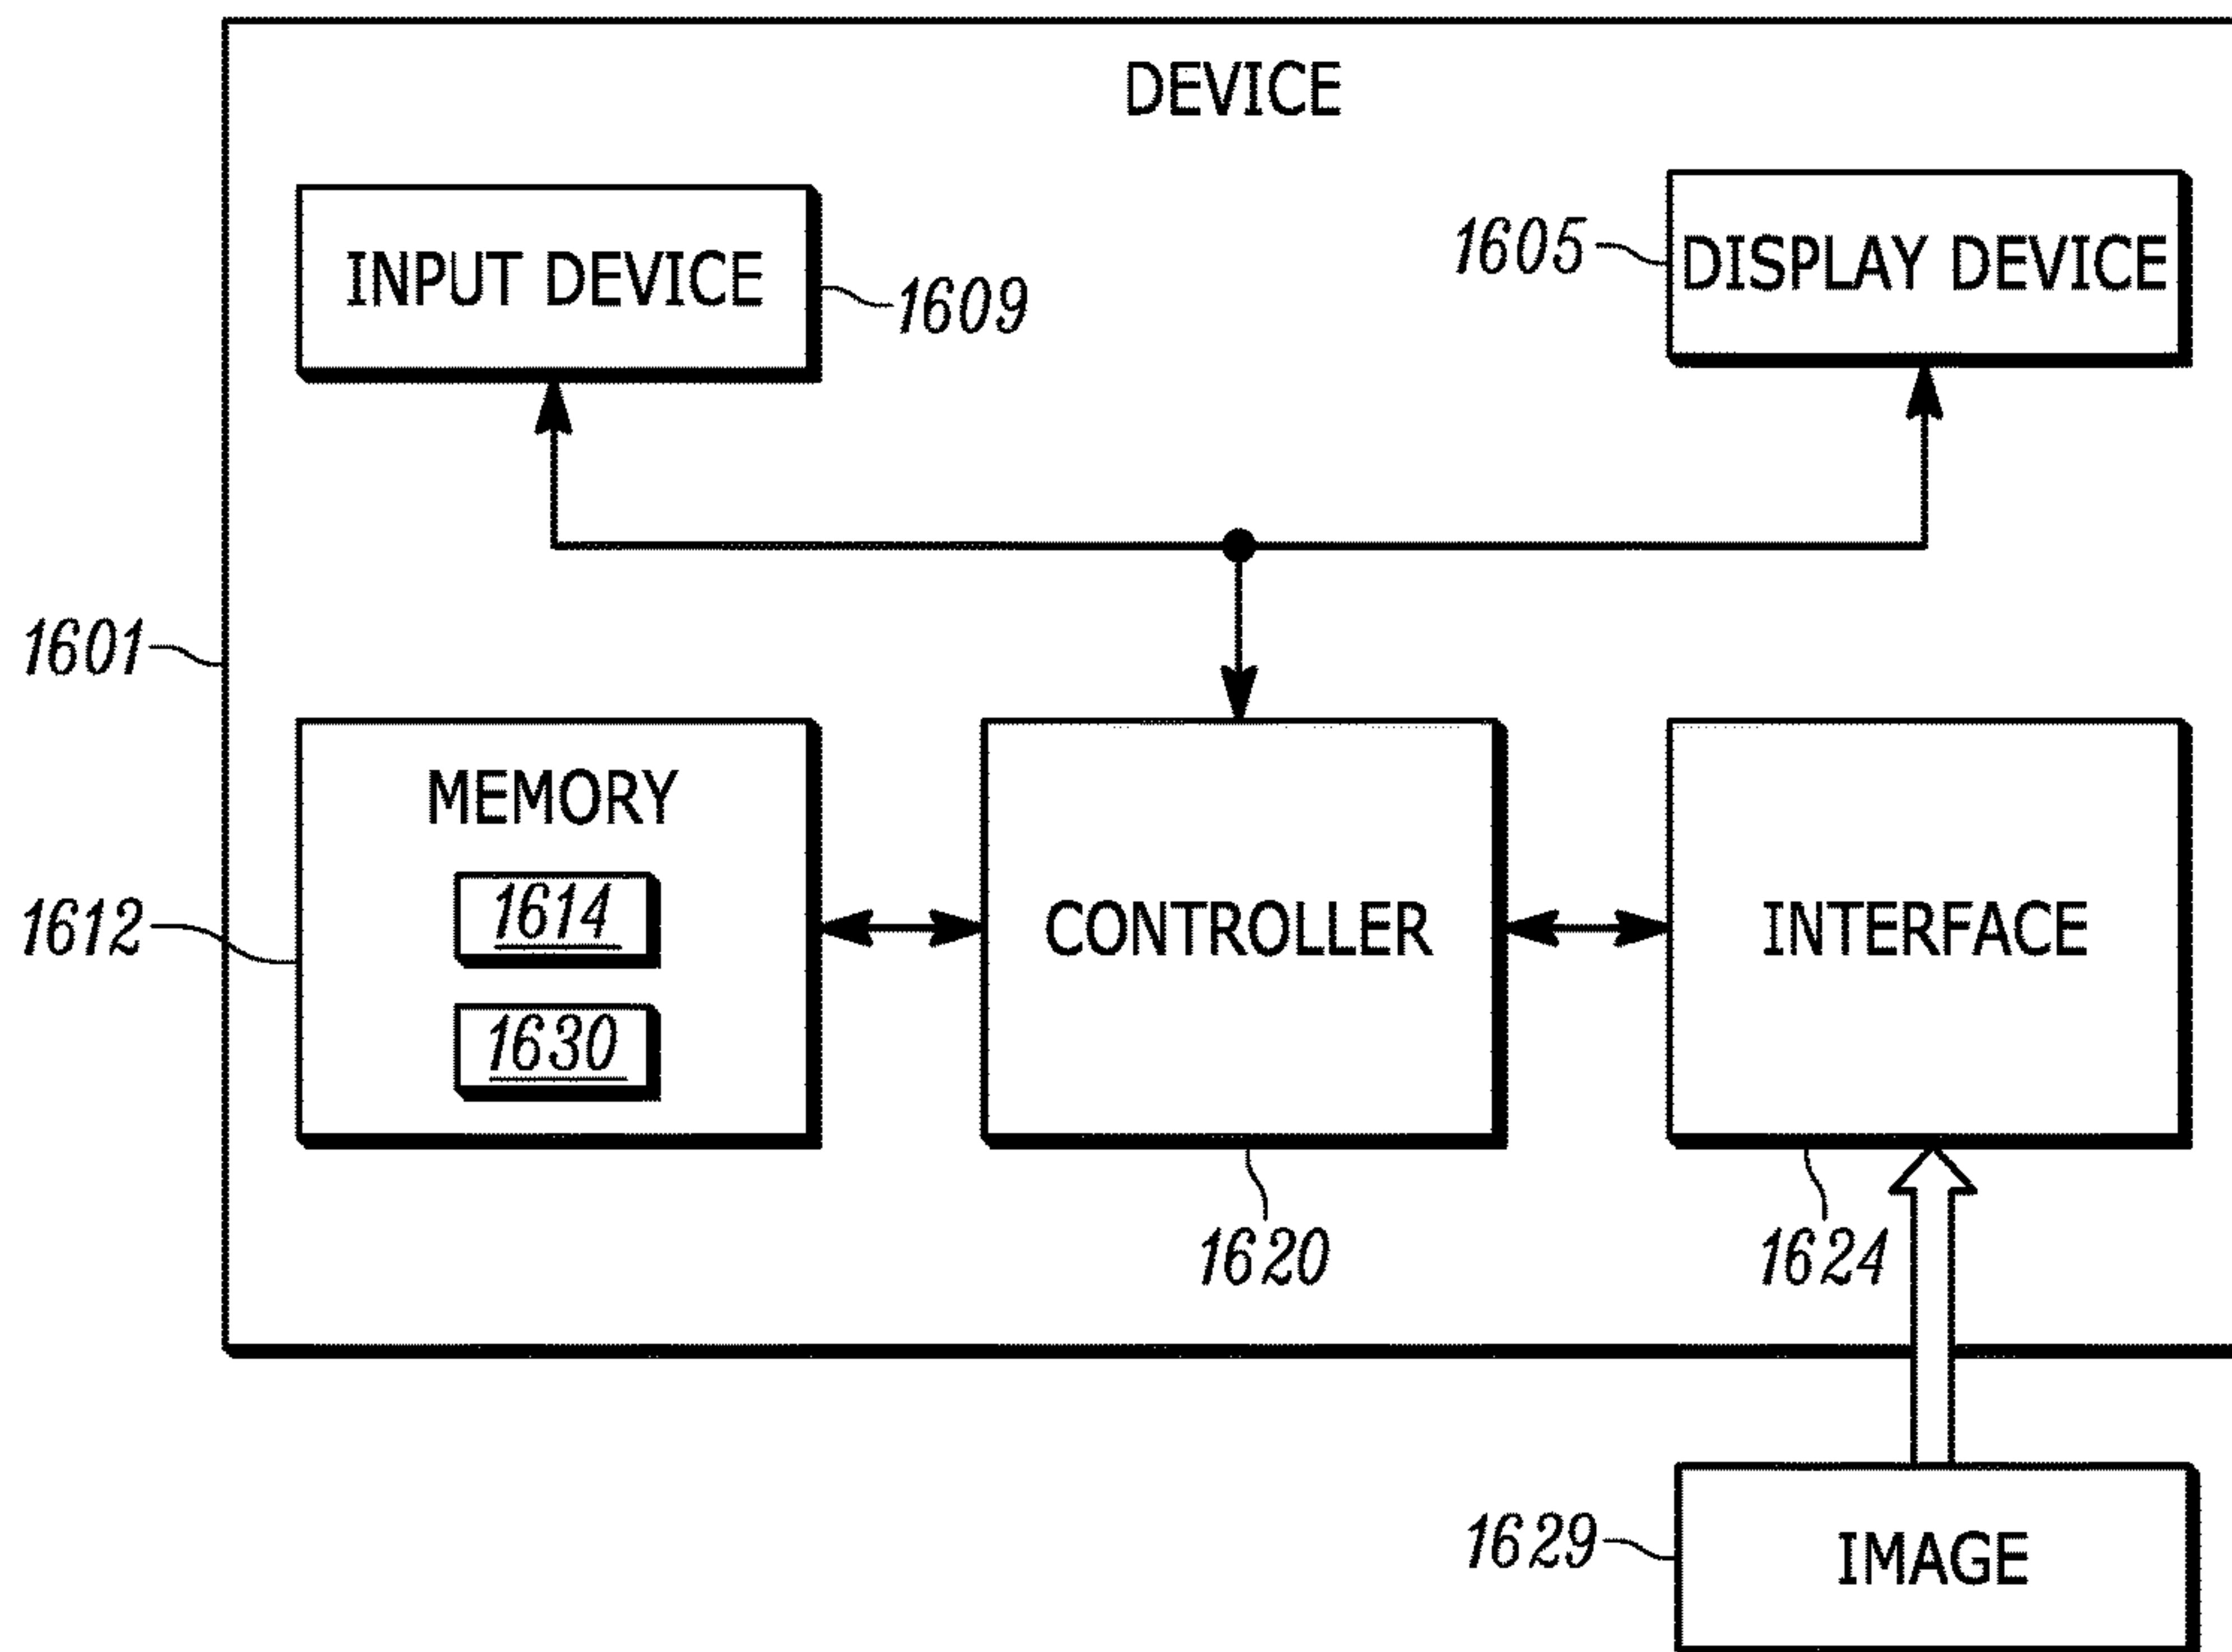 DEVICE
INPUT DEVICE
1609
1605
DISPLAY DEVICE
1601
MEMORY
1614
1630
1612
CONTROLLER
INTERFACE
1620
1624
1629
IMAGE